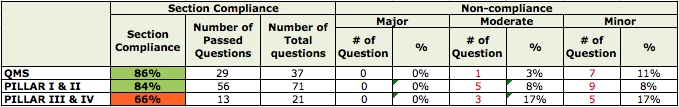 Section Compliance Non-compliance
Section Compliance Number of Passed Questions Number of Total questions Major Moderate Minor
# of Question % # of Question % # of Question %
QMS 86% 29 37 0 0% 1 3% 7 11%
PILLAR I & II 84% 56 71 0 0% 5 8% 9 8%
PILLAR III & IV 66% 13 21 0 0% 3 17% 5 17%